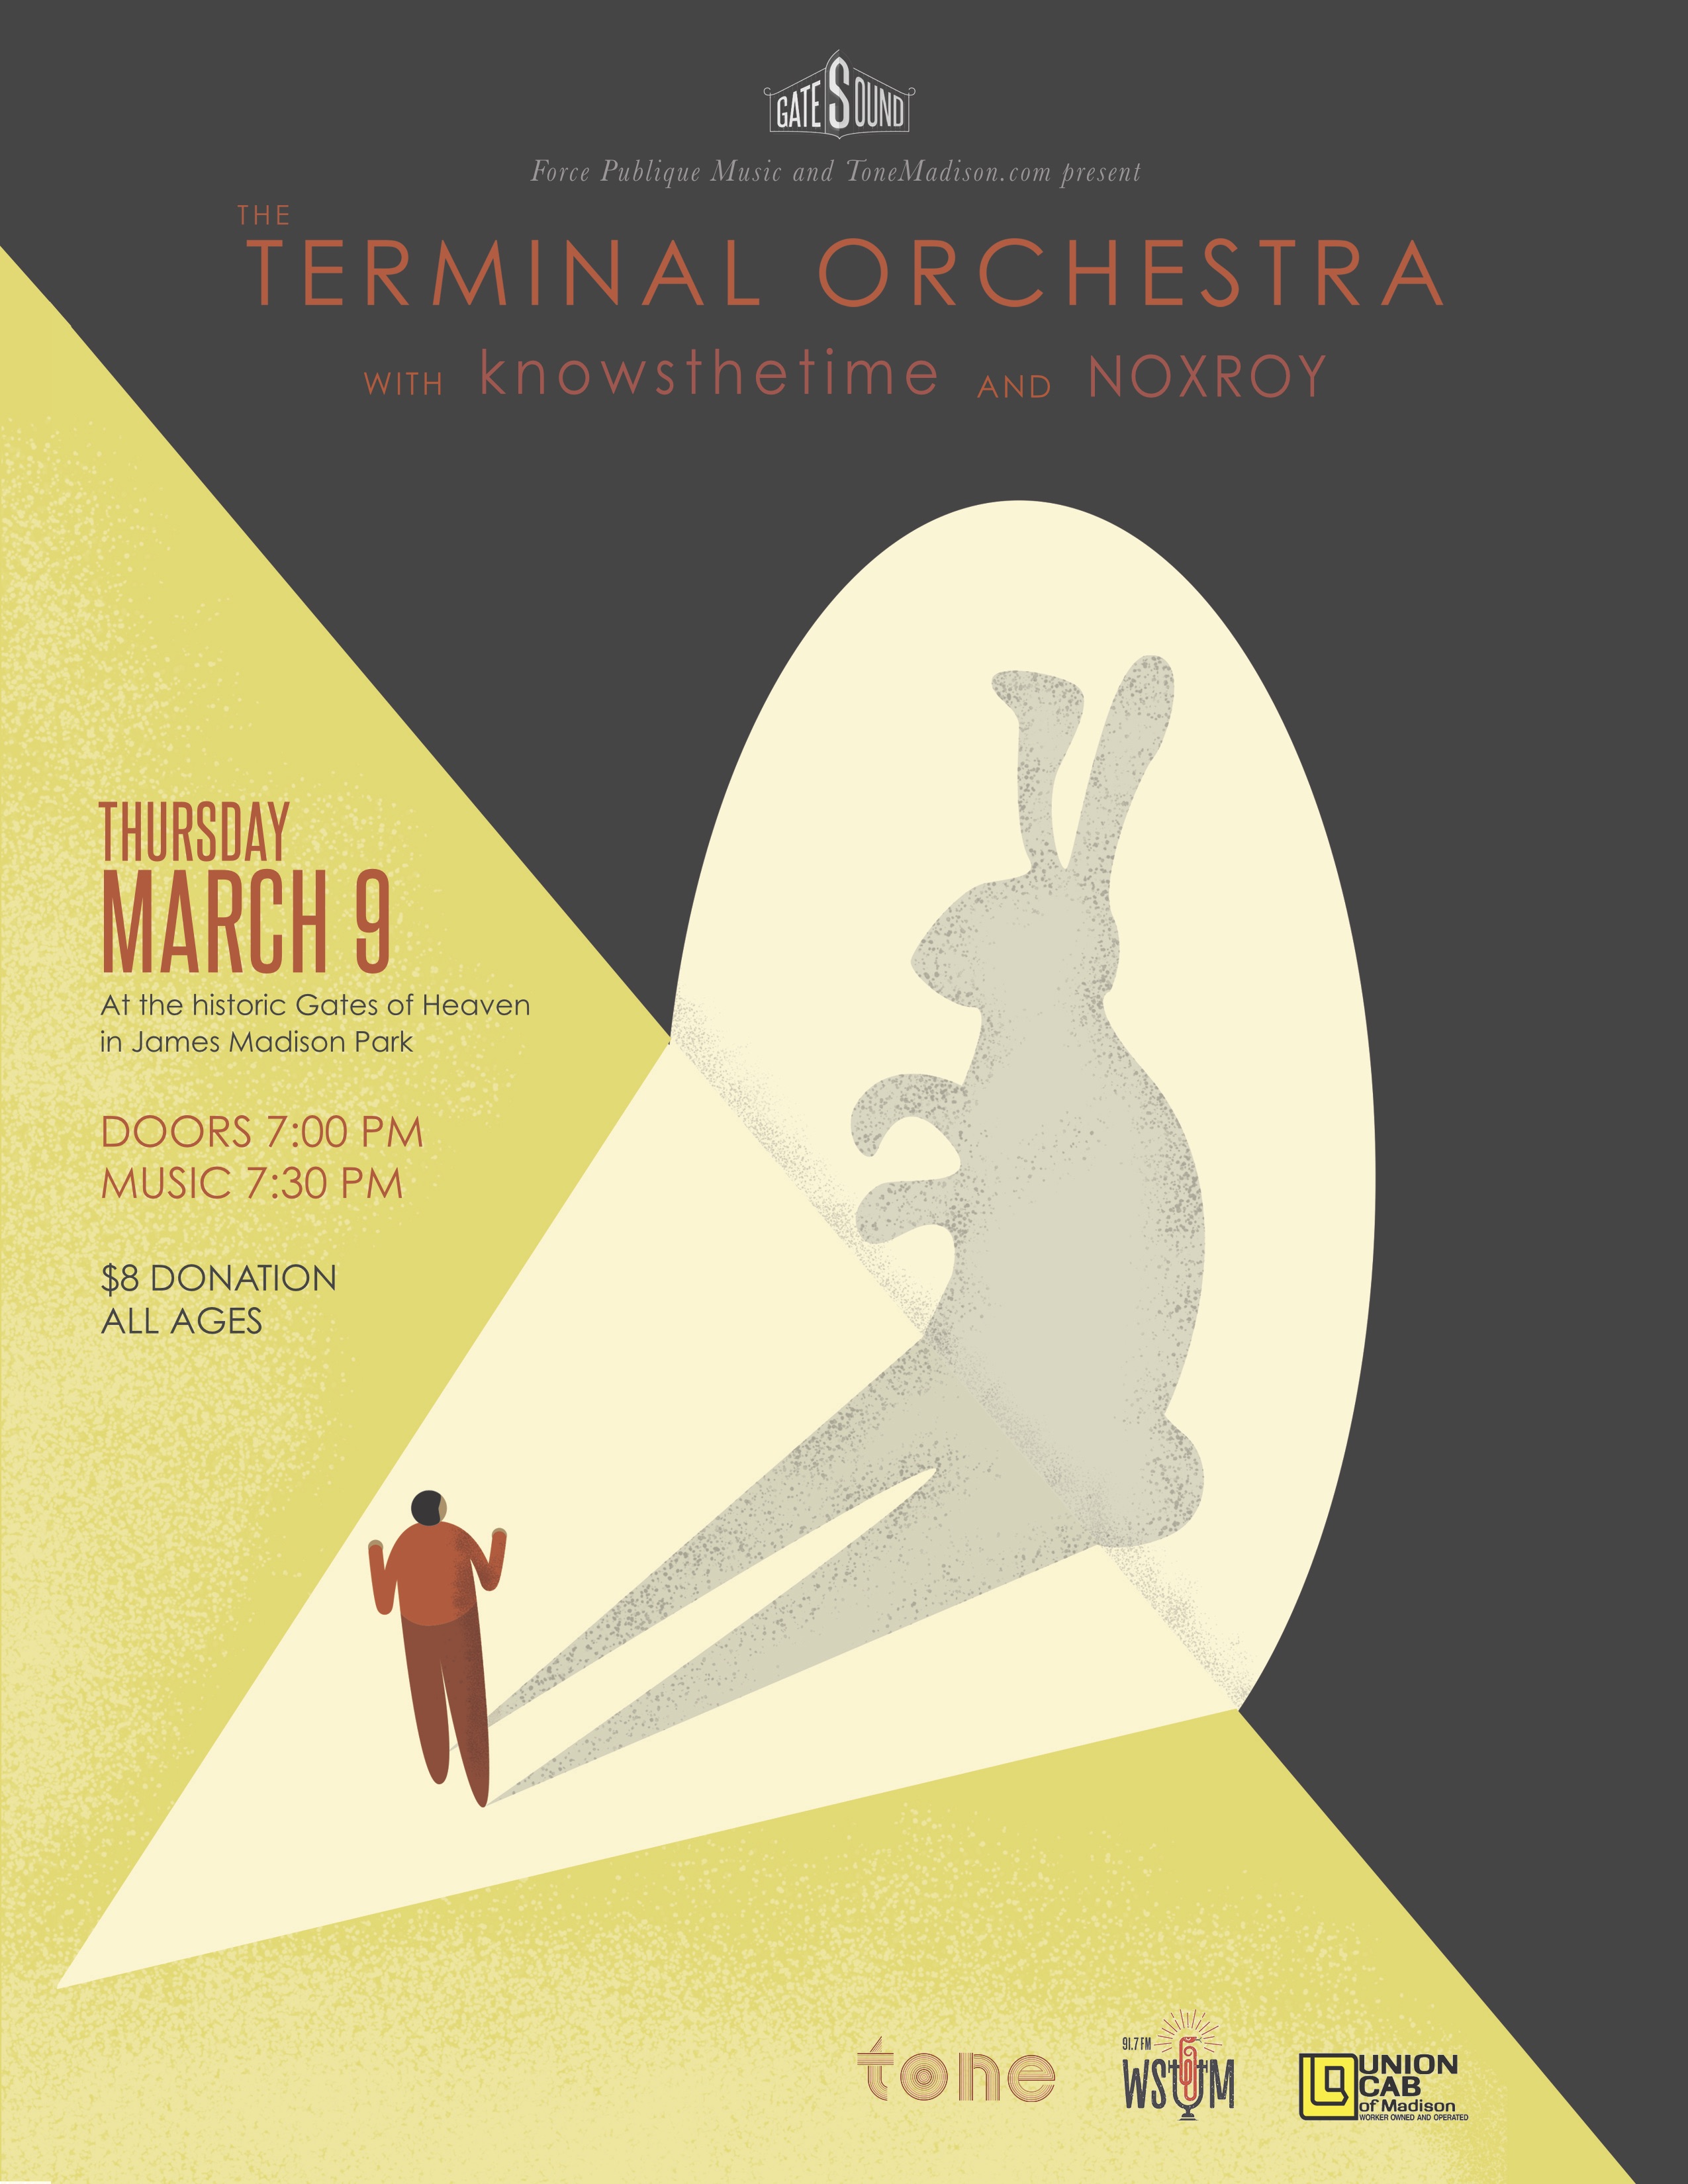 GATE SOUND
Force Publique Music and ToneMadison.com present
THE
TERMINAL ORCHESTRA
WITH knowsthetime AND NOXROY
THURSDAY
MARCH 9
At the historic Gates of Heaven
in James Madison Park
DOORS 7:00 PM
MUSIC 7:30 PM
$8 DONATION
ALL AGES
tone
91.7 FM
WSUM
UNION
CAB
of Madison
WORKER OWNED AND OPERATED